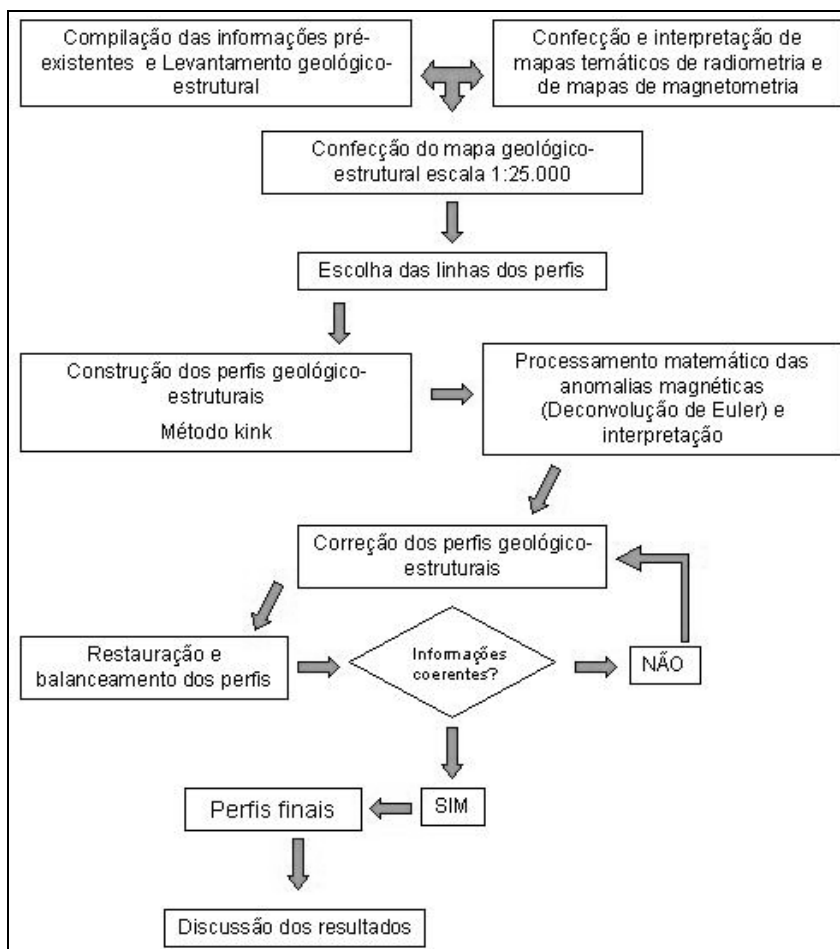 Compilação das informações pré-
existentes e Levantamento geológico-
estrutural
Confecção e interpretação de
mapas temáticos de radiometria e
de mapas de magnetometria
Confecção do mapa geológico-
estrutural escala 1:25.000
Escolha das linhas dos perfis
Construção dos perfis geológico-
estruturais
Método kink
Processamento matemático das
anomalias magnéticas
(Deconvolução de Euler) e
interpretação
Correção dos perfis geológico-
estruturais
Restauração e
balanceamento dos perfis
Informações
coerentes?
NÃO
SIM
Perfis finais
Discussão dos resultados